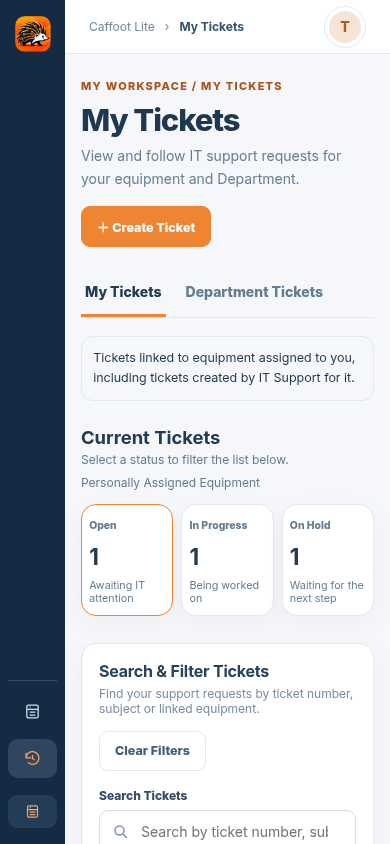 Caffoot Lite › My Tickets
T
MY WORKSPACE / MY TICKETS
My Tickets
View and follow IT support requests for
your equipment and Department.
+ Create Ticket
My Tickets Department Tickets
Tickets linked to equipment assigned to you,
including tickets created by IT Support for it.
Current Tickets
Select a status to filter the list below.
Personally Assigned Equipment
Open In Progress On Hold
1 1 1
Awaiting IT Being worked Waiting for the
attention on next step
Search & Filter Tickets
Find your support requests by ticket number,
subject or linked equipment.
Clear Filters
Search Tickets
Search by ticket number, sul